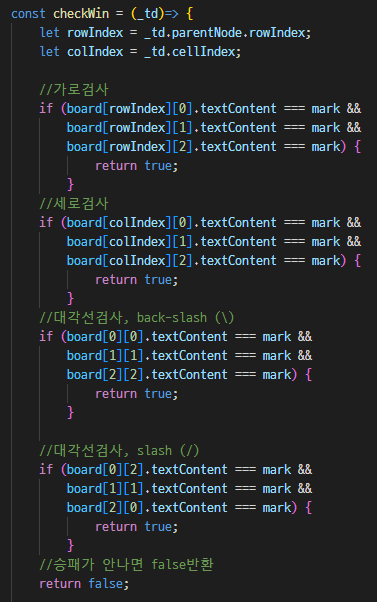 const checkWin = (_td)=> {
    let rowIndex = _td.parentNode.rowIndex;
    let colIndex = _td.cellIndex;

    //가로검사
    if (board[rowIndex][0].textContent === mark &&
        board[rowIndex][1].textContent === mark &&
        board[rowIndex][2].textContent === mark) {
            return true;
        }
    //세로검사
    if (board[colIndex][0].textContent === mark &&
        board[colIndex][1].textContent === mark &&
        board[colIndex][2].textContent === mark) {
            return true;
        }
    //대각선검사, back-slash (\)
    if (board[0][0].textContent === mark &&
        board[1][1].textContent === mark &&
        board[2][2].textContent === mark) {
            return true;
        }

    //대각선검사, slash (/)
    if (board[0][2].textContent === mark &&
        board[1][1].textContent === mark &&
        board[2][0].textContent === mark) {
            return true;
        }
    //승패가 안나면 false반환
    return false;